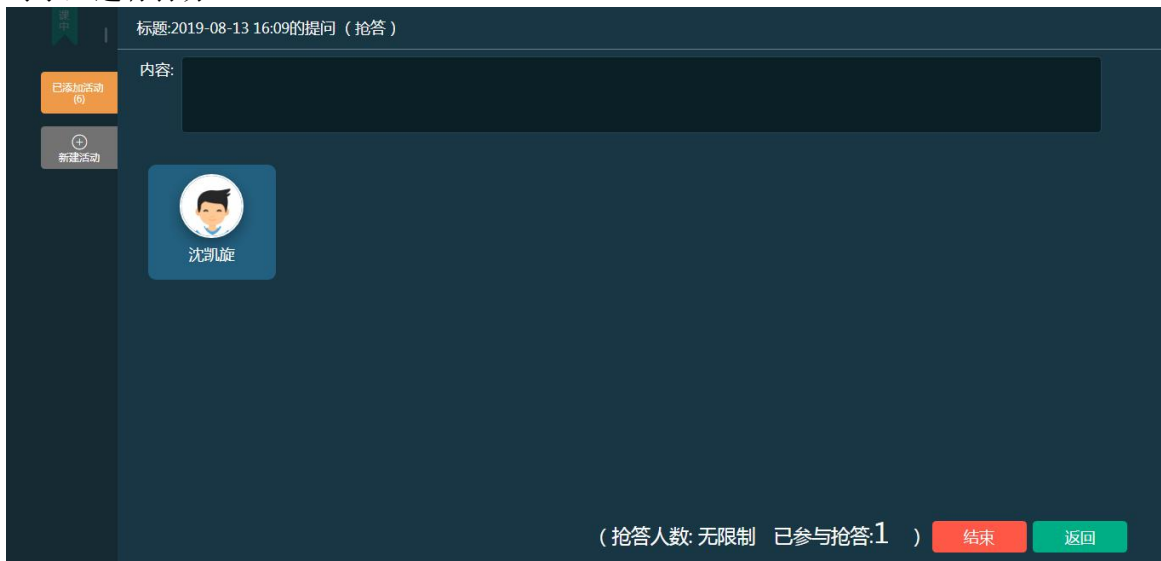 课
中
标题:2019-08-13 16:09的提问（抢答）
内容:
已添加活动
(6)
新建活动
沈凯旋
（抢答人数: 无限制 已参与抢答:1 ）
结束
返回